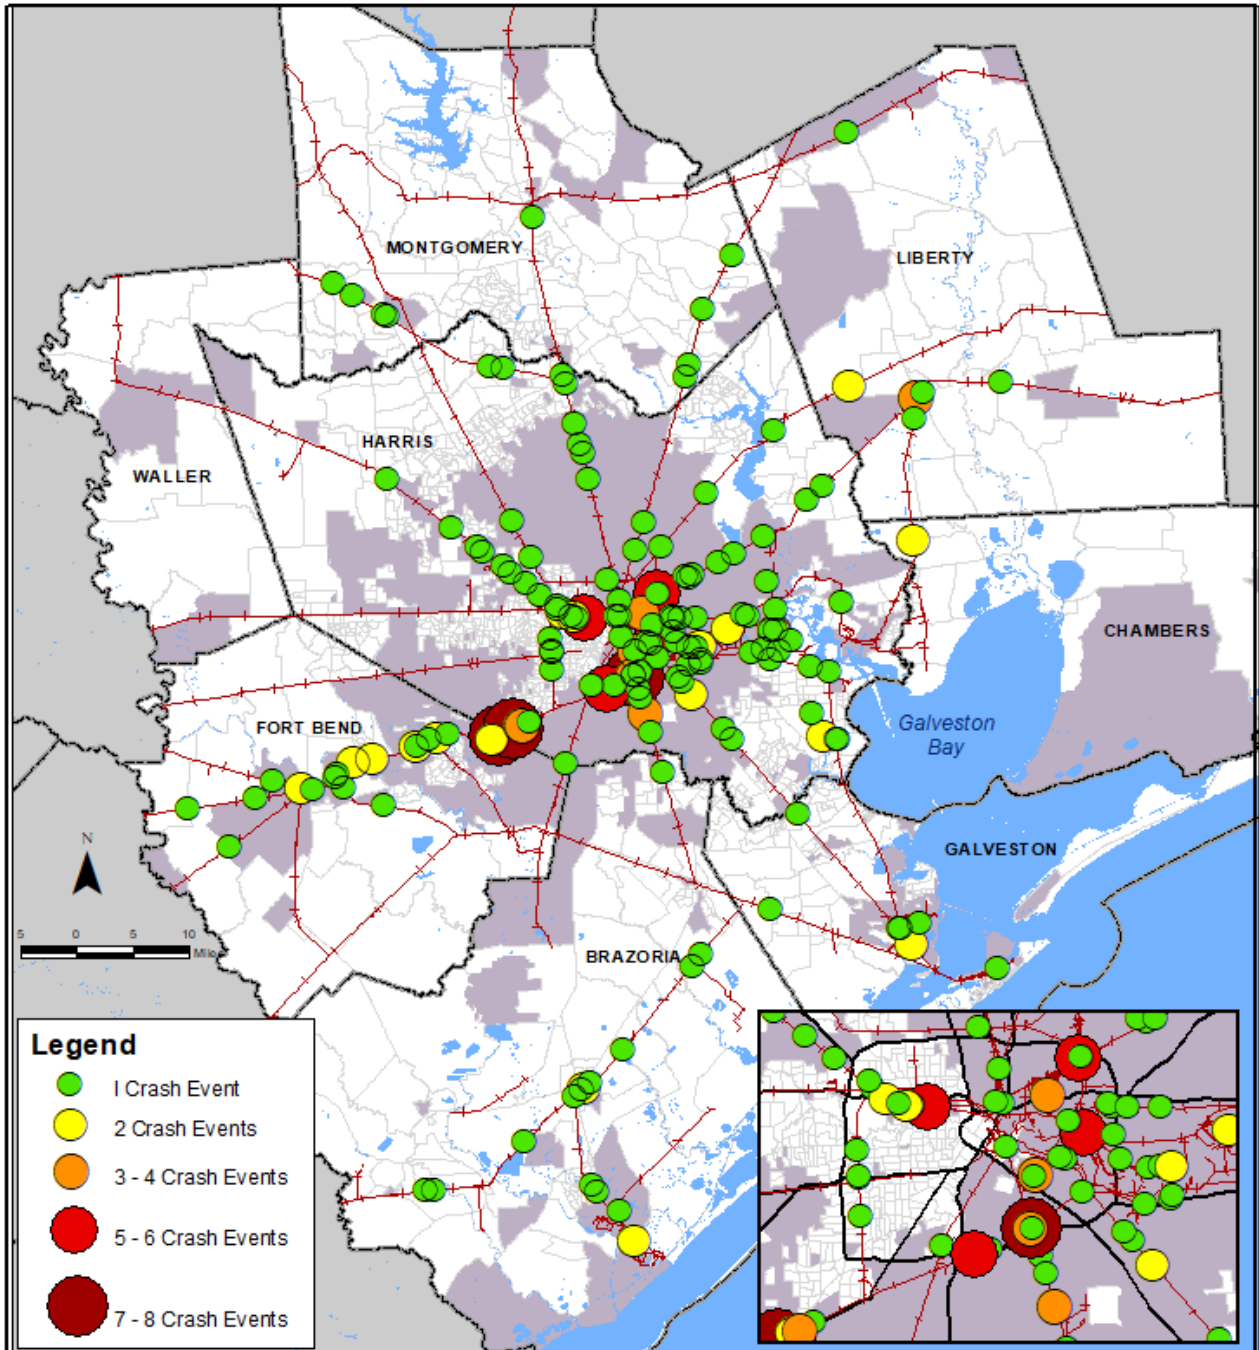 MONTGOMERY
LIBERTY
HARRIS
WALLER
CHAMBERS
FORT BEND
Galveston
Bay
N
GALVESTON
5 0 5 10
Mile
BRAZORIA
Legend
I Crash Event
2 Crash Events
3 - 4 Crash Events
5 - 6 Crash Events
7 - 8 Crash Events